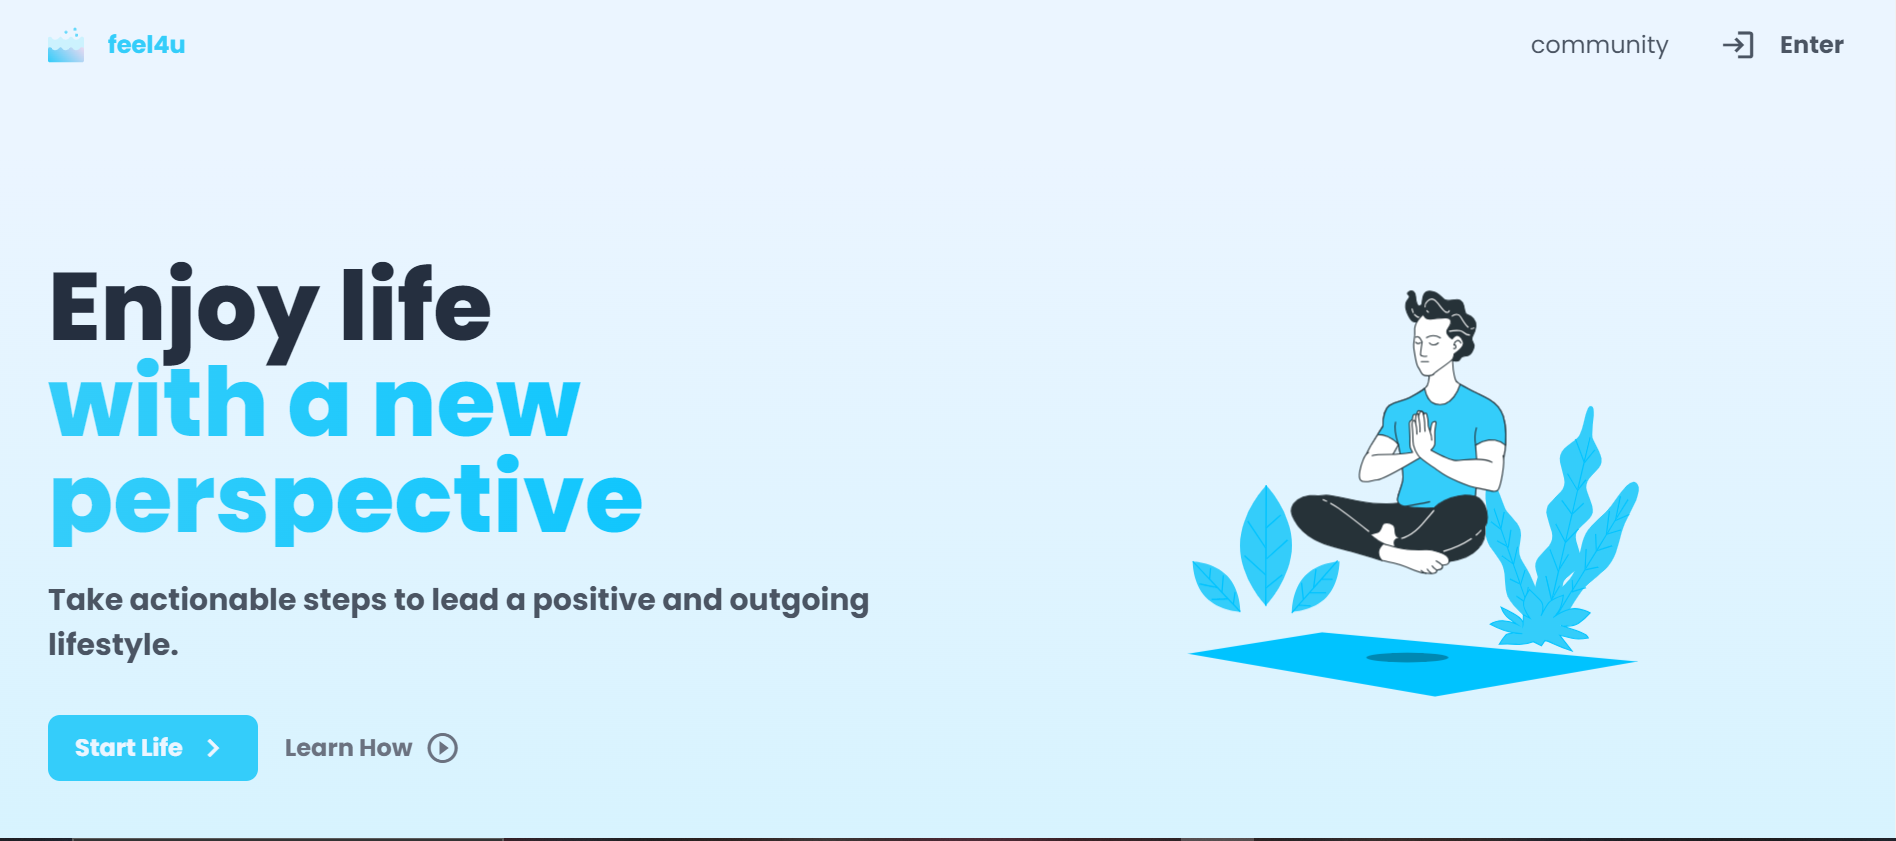 feel4u
community
Enter
Enjoy life
with a new
perspective
Take actionable steps to lead a positive and outgoing
lifestyle.
Start Life
Learn How